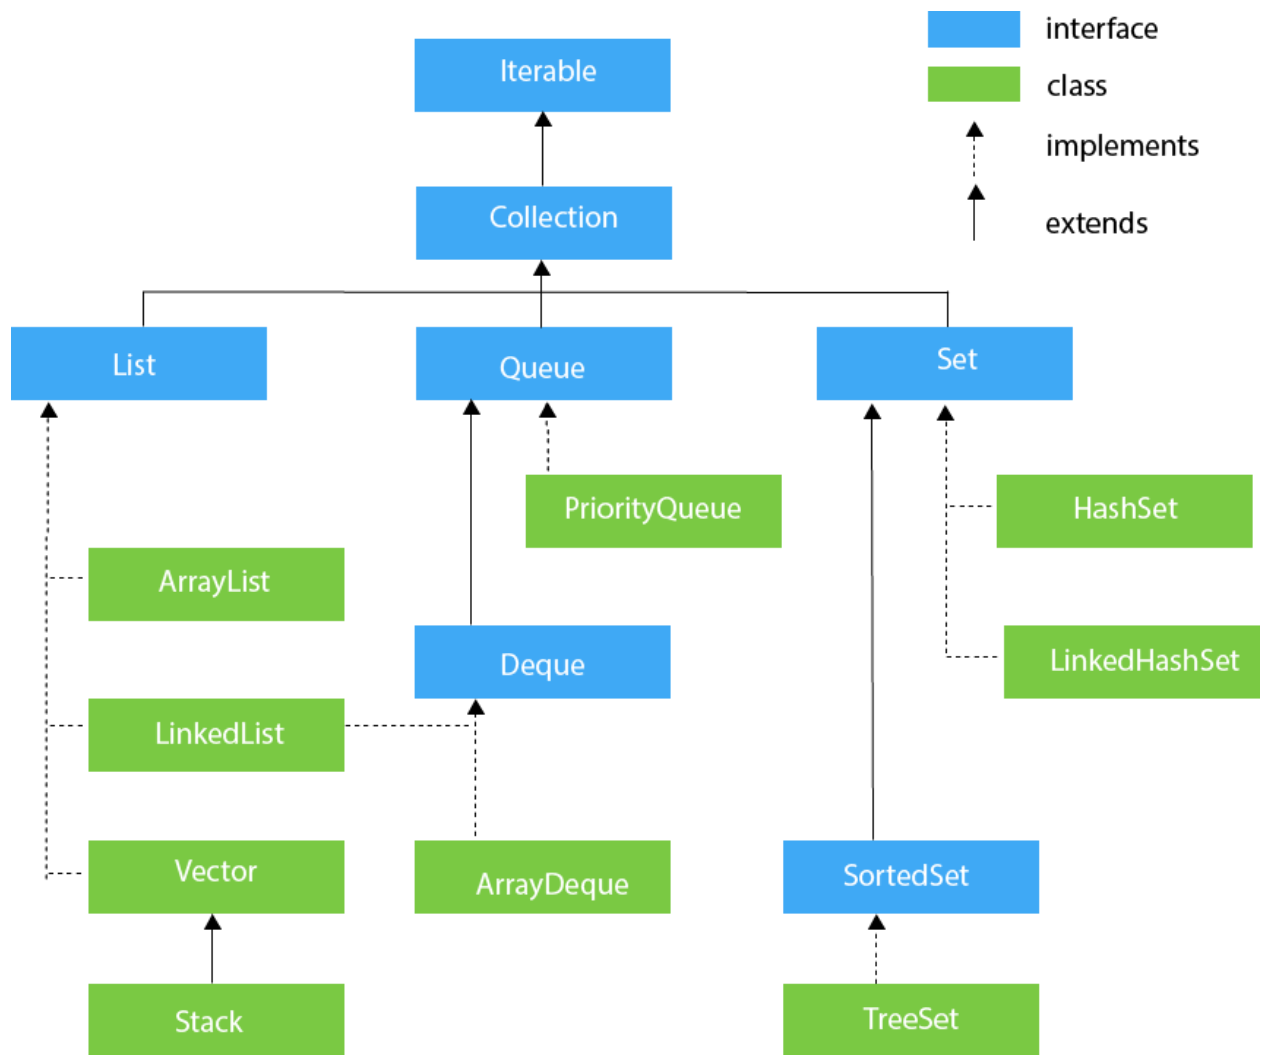 Iterable
interface
class
implements
extends
Collection
List
Queue
Set
PriorityQueue
HashSet
ArrayList
Deque
LinkedHashSet
LinkedList
Vector
ArrayDeque
SortedSet
Stack
TreeSet